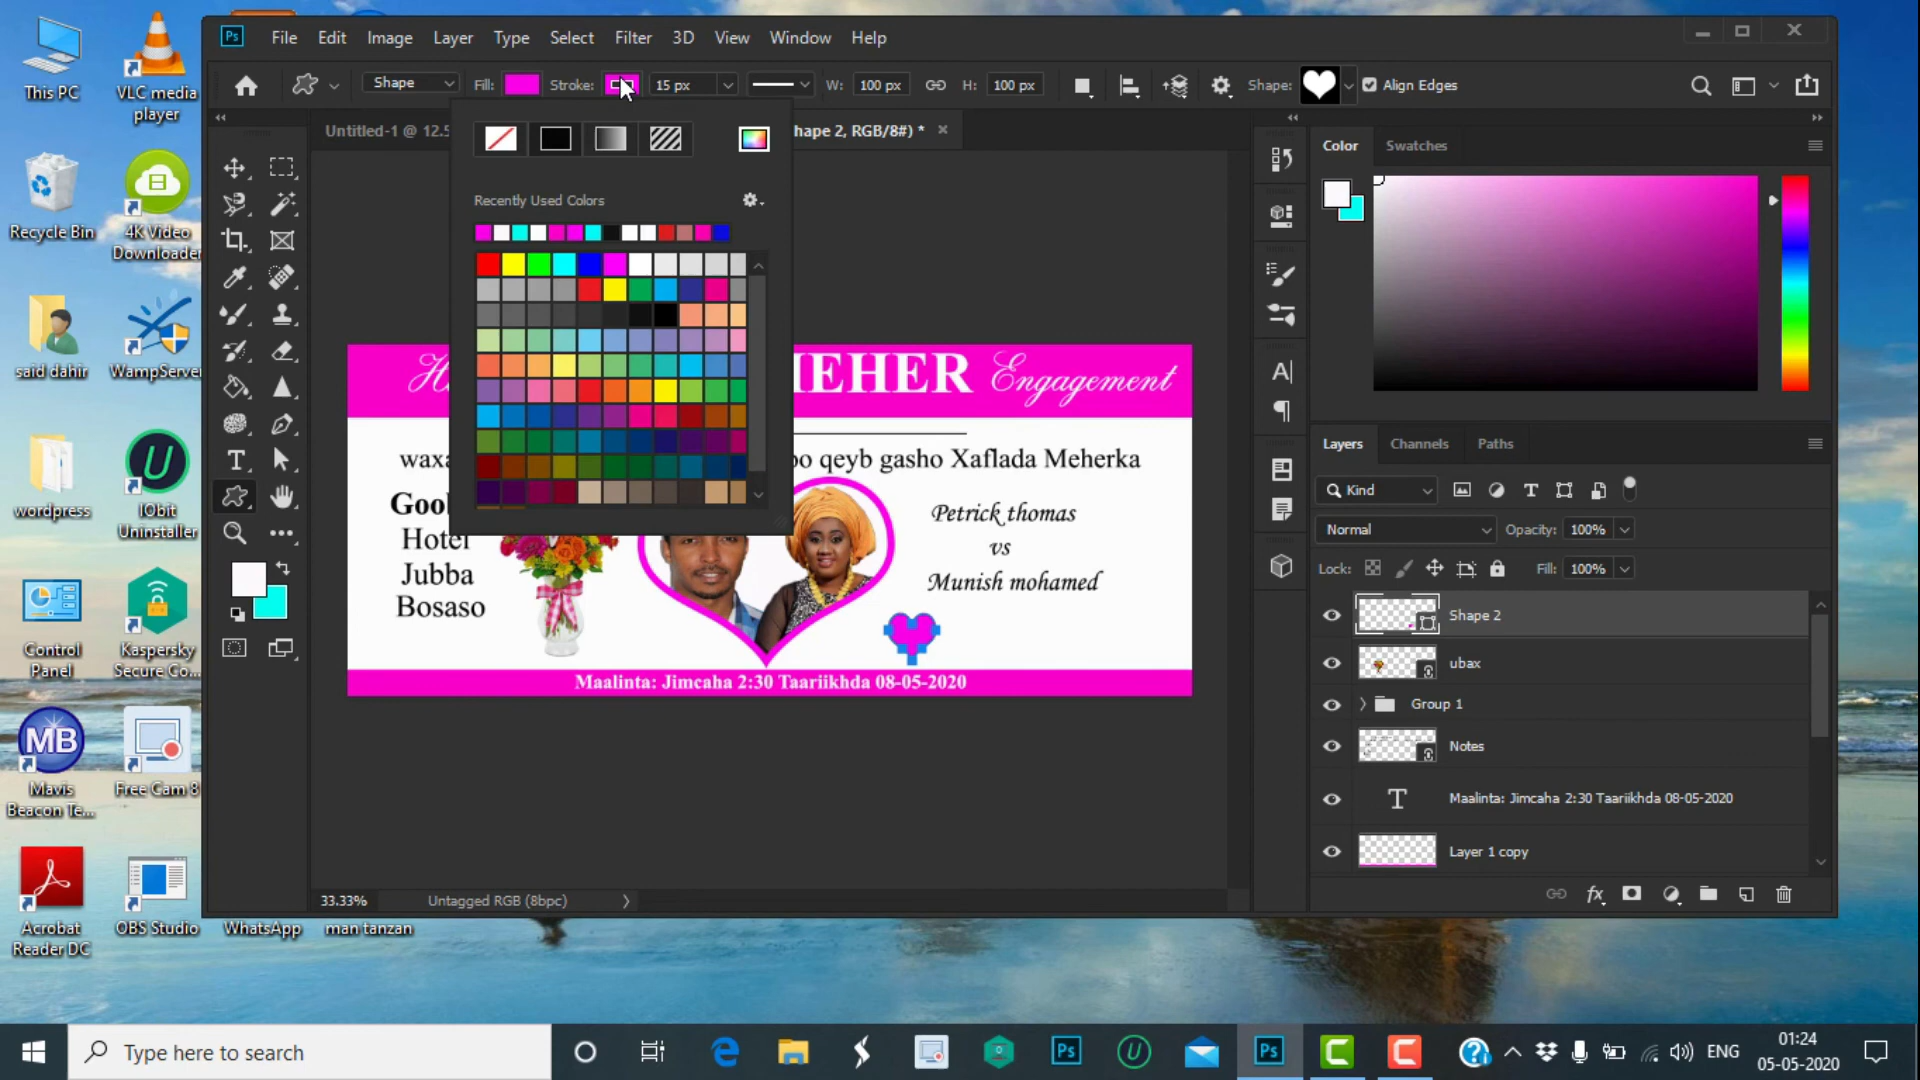 This PC
VLC media player
Recycle Bin
4K Video Downloader
said dahir
WampServer
wordpress
IObit Uninstaller
Control Panel
Kaspersky Secure Co...
Mavis Beacon Te...
Free Cam 8
Acrobat Reader DC
OBS Studio
WhatsApp
man tanzan
Ps File Edit Image Layer Type Select Filter 3D View Window Help
Shape Fill: Stroke: 15 px W: 100 px H: 100 px Shape: Align Edges
Untitled-1 @ 12.5
hape 2, RGB/8#) *
Recently Used Colors
MEHER Engagement
waxa
oo qeyb gasho Xaflada Meherka
Goo
Hotel
Jubba
Bosaso
Petrick thomas
vs
Munish mohamed
Maalinta: Jimcaha 2:30 Taariikhda 08-05-2020
33.33% Untagged RGB (8bpc)
Color Swatches
Layers Channels Paths
Kind
Normal Opacity: 100%
Lock: Fill: 100%
Shape 2
ubax
Group 1
Notes
Maalinta: Jimcaha 2:30 Taariikhda 08-05-2020
Layer 1 copy
Type here to search
ENG
01:24
05-05-2020